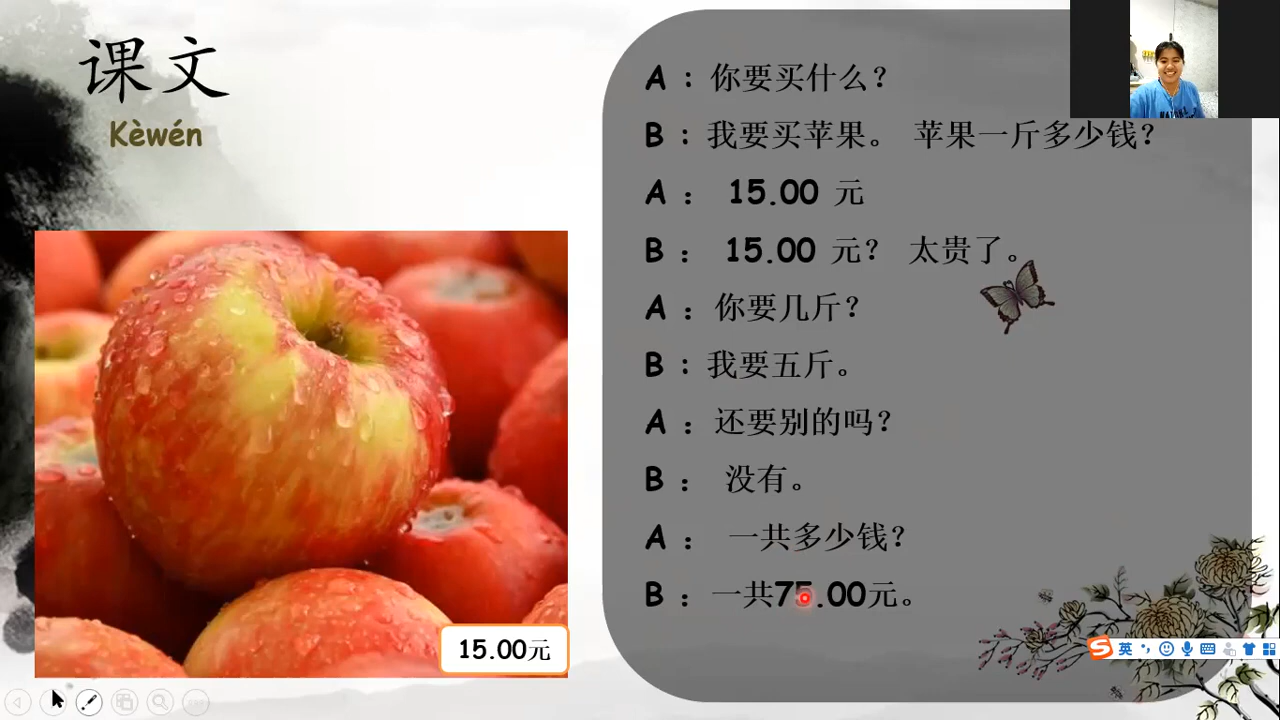 课文
Kèwén
A：你要买什么？
B：我要买苹果。 苹果一斤多少钱？
A： 15.00 元
B： 15.00 元？ 太贵了。
A：你要几斤？
B：我要五斤。
A：还要别的吗？
B： 没有。
A： 一共多少钱？
B：一共75.00元。
15.00元
英